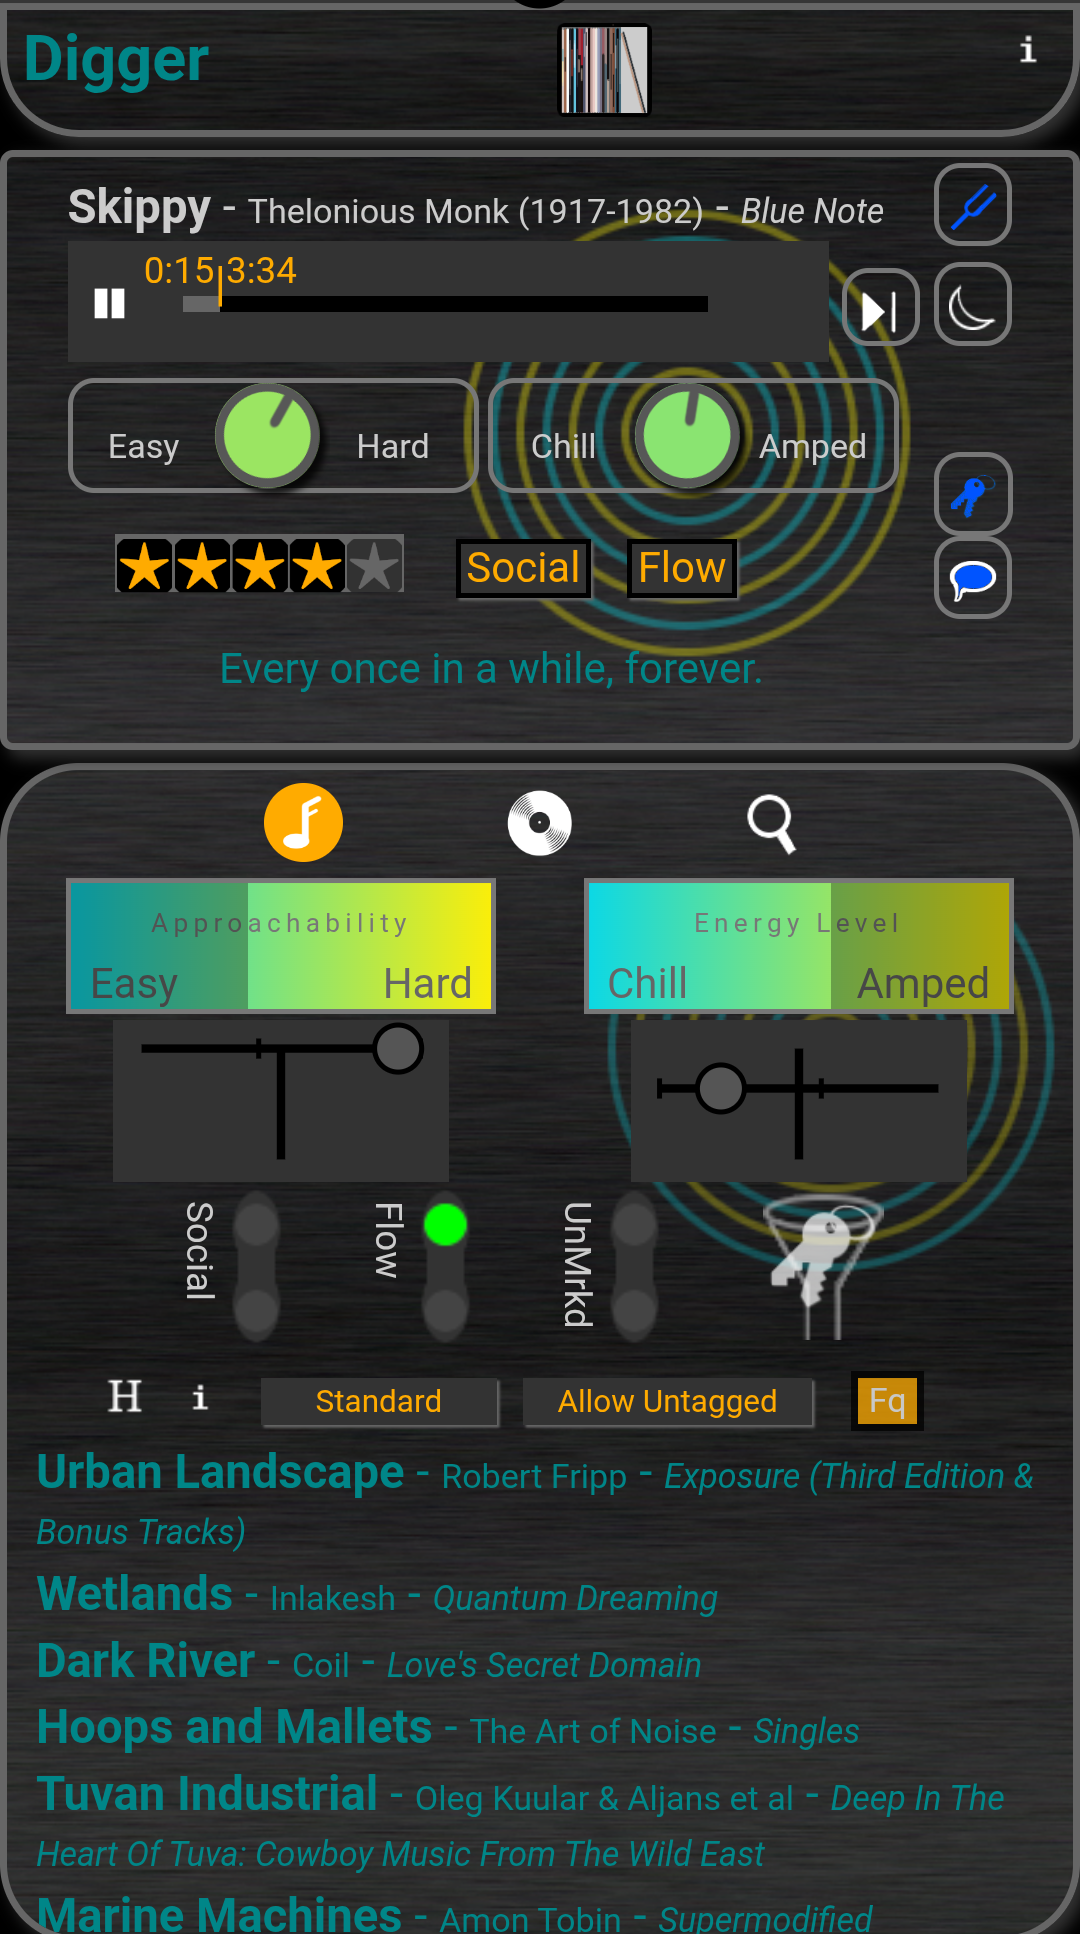 Digger
i
Skippy - Thelonious Monk (1917-1982) - Blue Note
0:15 3:34
Easy Hard Chill Amped
Social Flow
Every once in a while, forever.
Approachability Energy Level
Easy Hard Chill Amped
Social Flow UnMrkd
H i Standard Allow Untagged Fq
Urban Landscape - Robert Fripp - Exposure (Third Edition &
Bonus Tracks)
Wetlands - Inlakesh - Quantum Dreaming
Dark River - Coil - Love's Secret Domain
Hoops and Mallets - The Art of Noise - Singles
Tuvan Industrial - Oleg Kuular & Aljans et al - Deep In The
Heart Of Tuva: Cowboy Music From The Wild East
Marine Machines - Amon Tobin - Supermodified